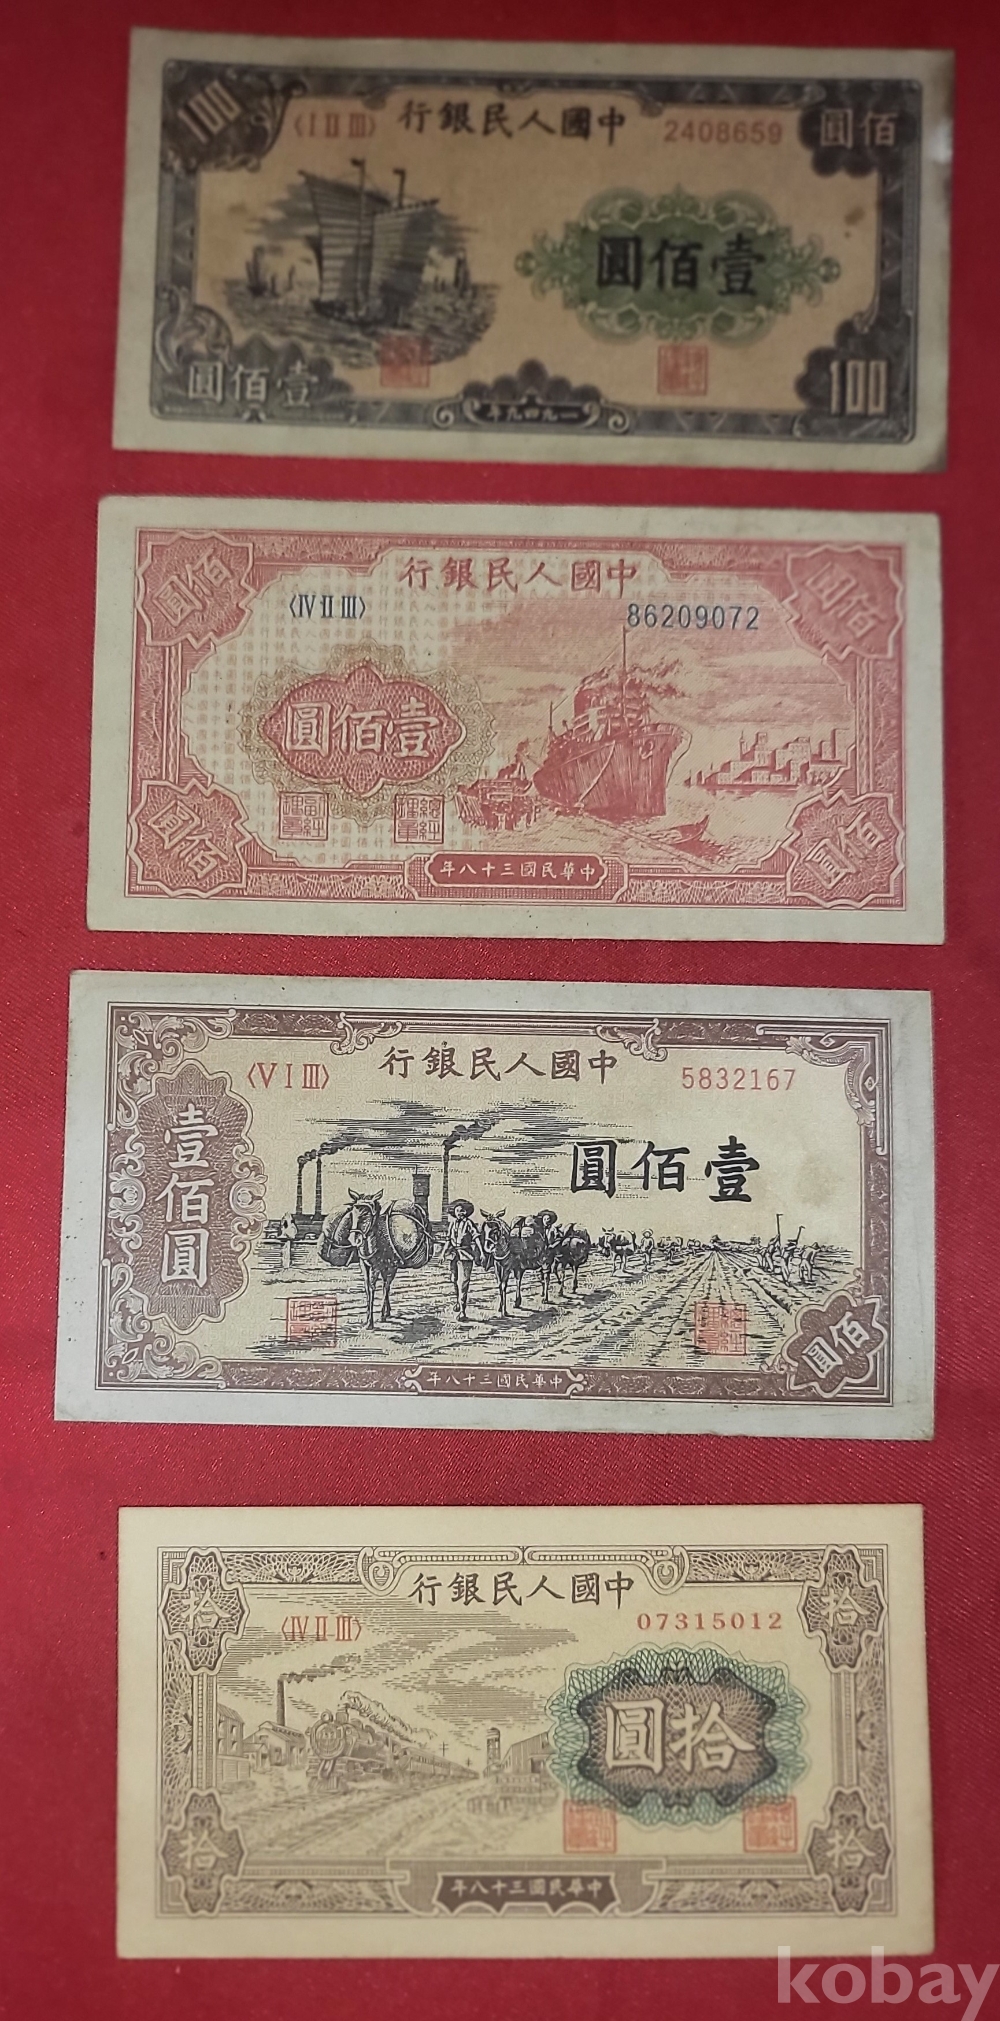 100
〈I II III〉
行銀民人國中
2408659
圓佰
圓佰壹
圓佰壹
年九四九一
100
圓佰
行銀民人國中
圓佰
〈IV II III〉
86209072
圓佰壹
圓佰
圓佰
年八十三國民華中
〈V I III〉
行銀民人國中
5832167
壹佰圓
圓佰壹
圓佰
年八十三國民華中
拾
行銀民人國中
拾
〈IV II III〉
07315012
圓拾
拾
拾
年八十三國民華中
kobay